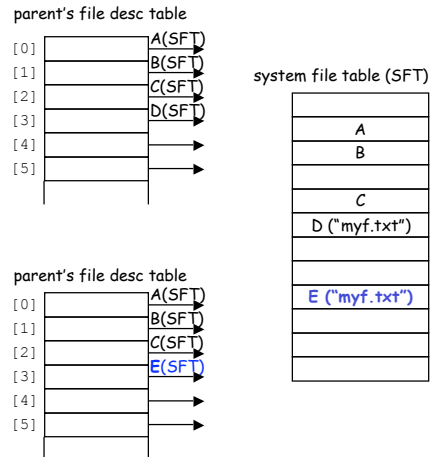 parent's file desc table
[0] A(SFT)
[1] B(SFT)
[2] C(SFT)
[3] D(SFT)
[4]
[5]
system file table (SFT)
A
B
C
D ("myf.txt")
E ("myf.txt")
parent's file desc table
[0] A(SFT)
[1] B(SFT)
[2] C(SFT)
[3] E(SFT)
[4]
[5]